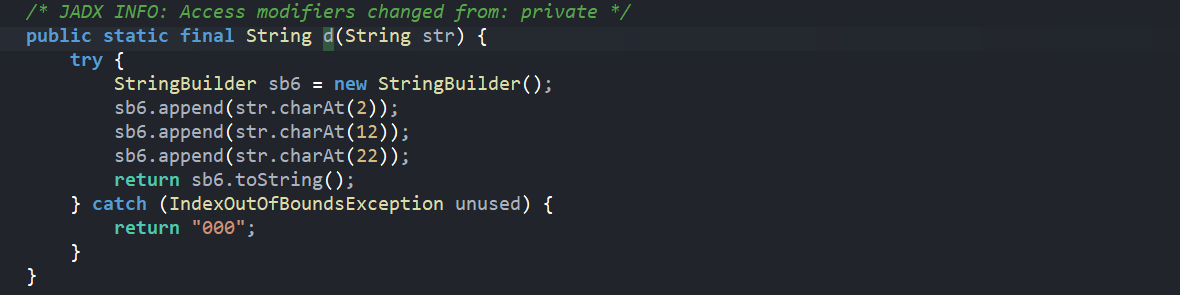 /* JADX INFO: Access modifiers changed from: private */
public static final String d(String str) {
    try {
        StringBuilder sb6 = new StringBuilder();
        sb6.append(str.charAt(2));
        sb6.append(str.charAt(12));
        sb6.append(str.charAt(22));
        return sb6.toString();
    } catch (IndexOutOfBoundsException unused) {
        return "000";
    }
}